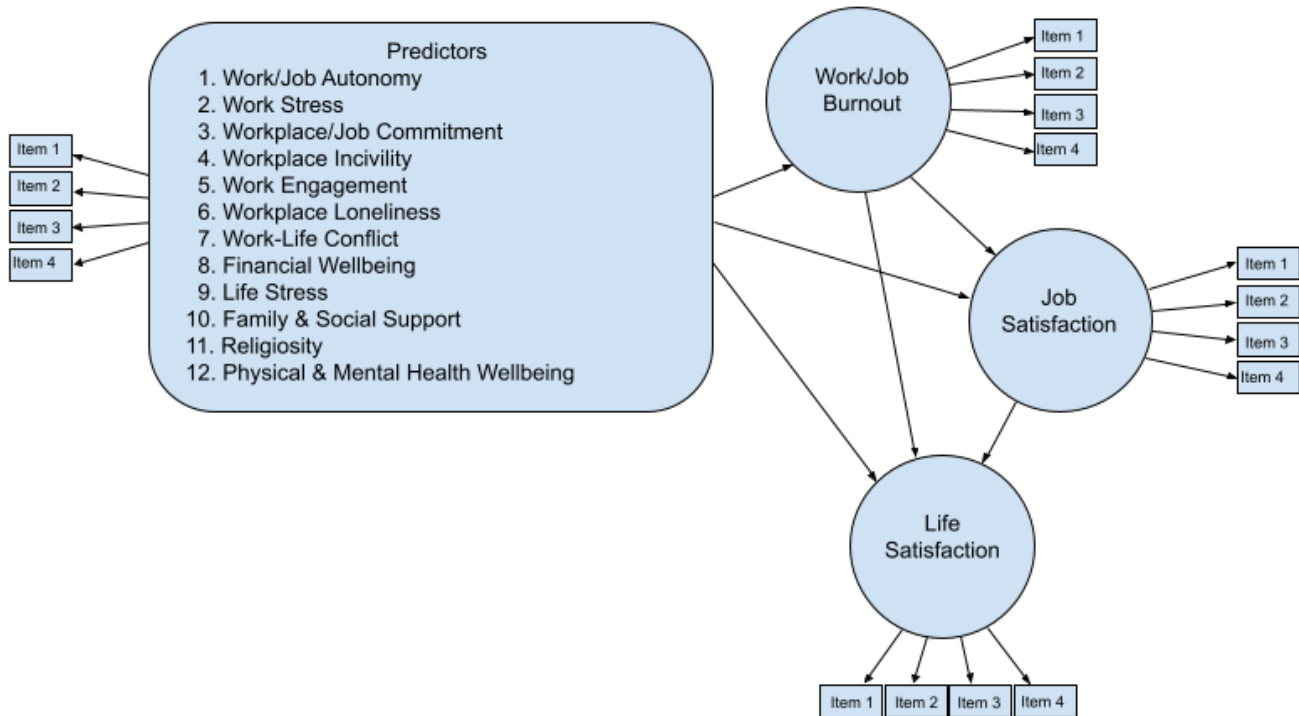 Predictors
1. Work/Job Autonomy
2. Work Stress
3. Workplace/Job Commitment
4. Workplace Incivility
5. Work Engagement
6. Workplace Loneliness
7. Work-Life Conflict
8. Financial Wellbeing
9. Life Stress
10. Family & Social Support
11. Religiosity
12. Physical & Mental Health Wellbeing
Item 1
Item 2
Item 3
Item 4
Work/Job
Burnout
Item 1
Item 2
Item 3
Item 4
Job
Satisfaction
Item 1
Item 2
Item 3
Item 4
Life
Satisfaction
Item 1
Item 2
Item 3
Item 4